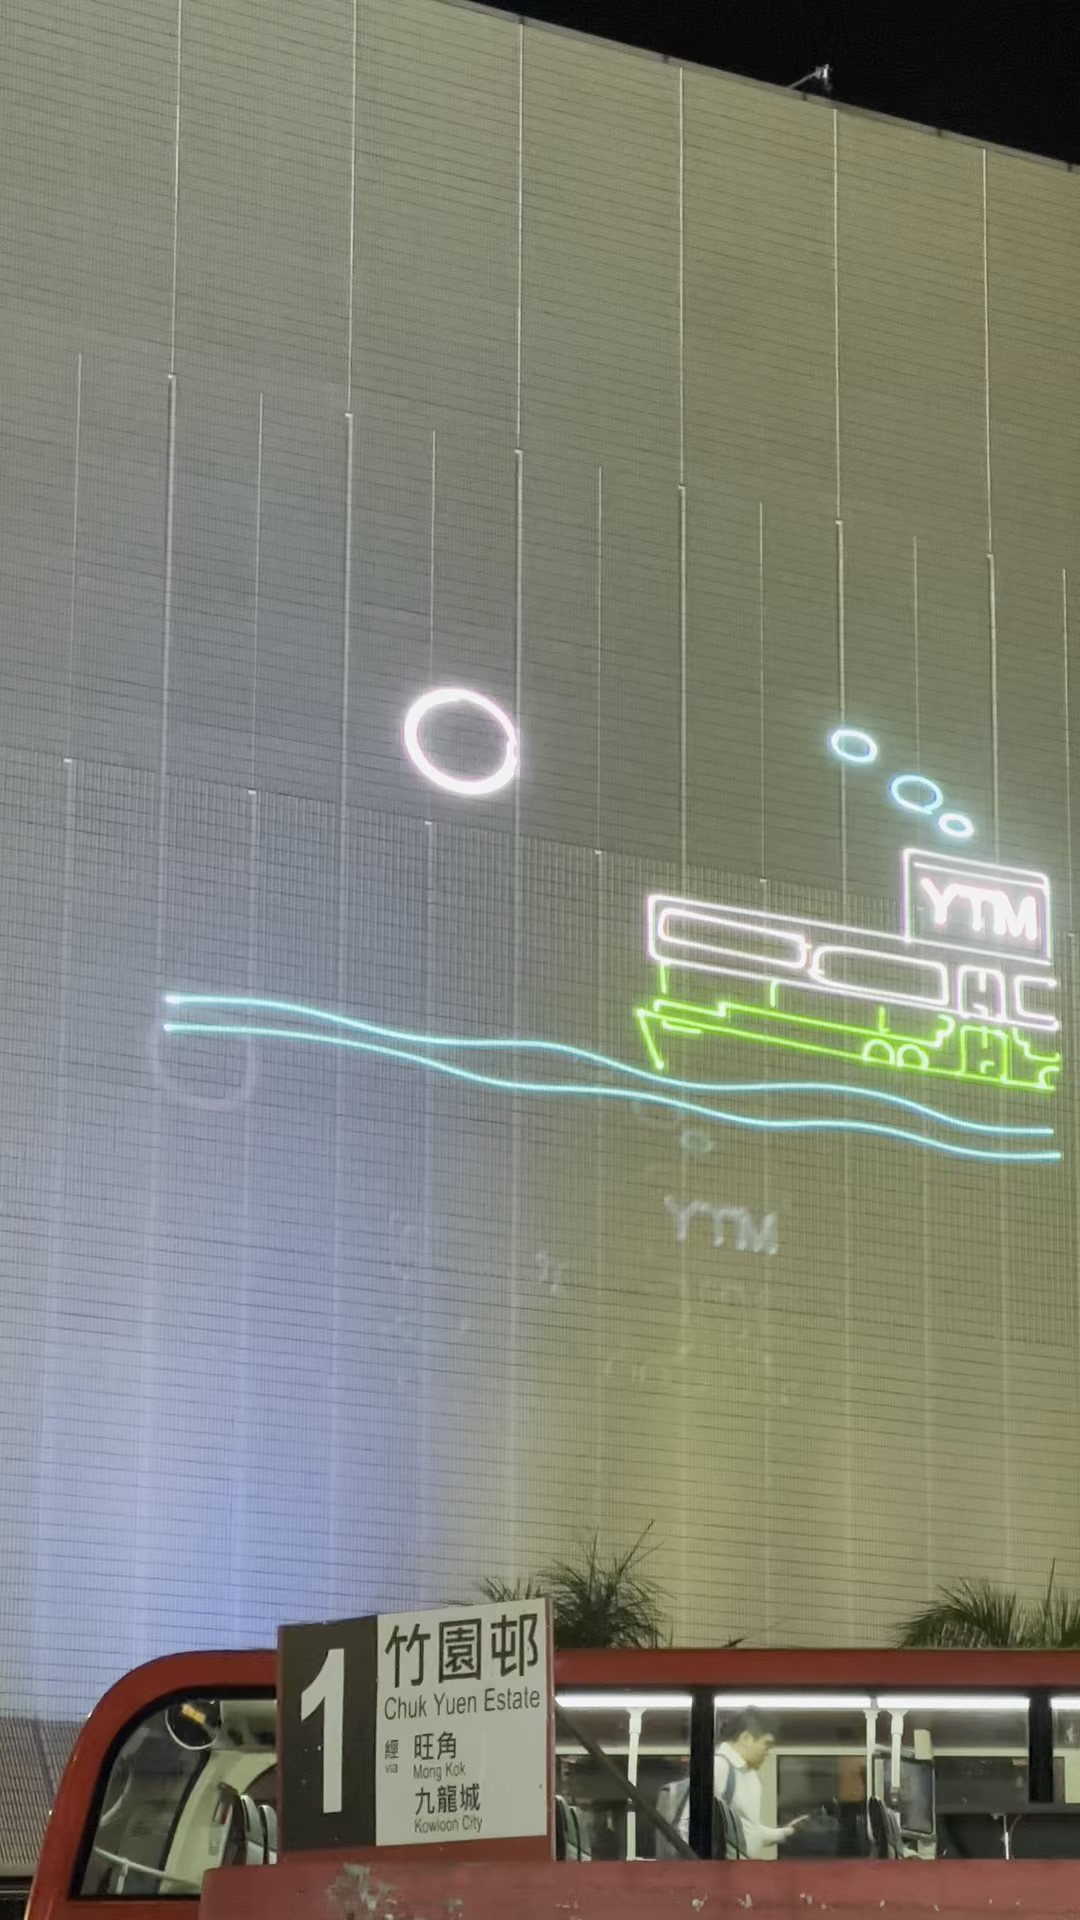 YTM
YTM
1
竹園邨
Chuk Yuen Estate
經 旺角
via Mong Kok
九龍城
Kowloon City